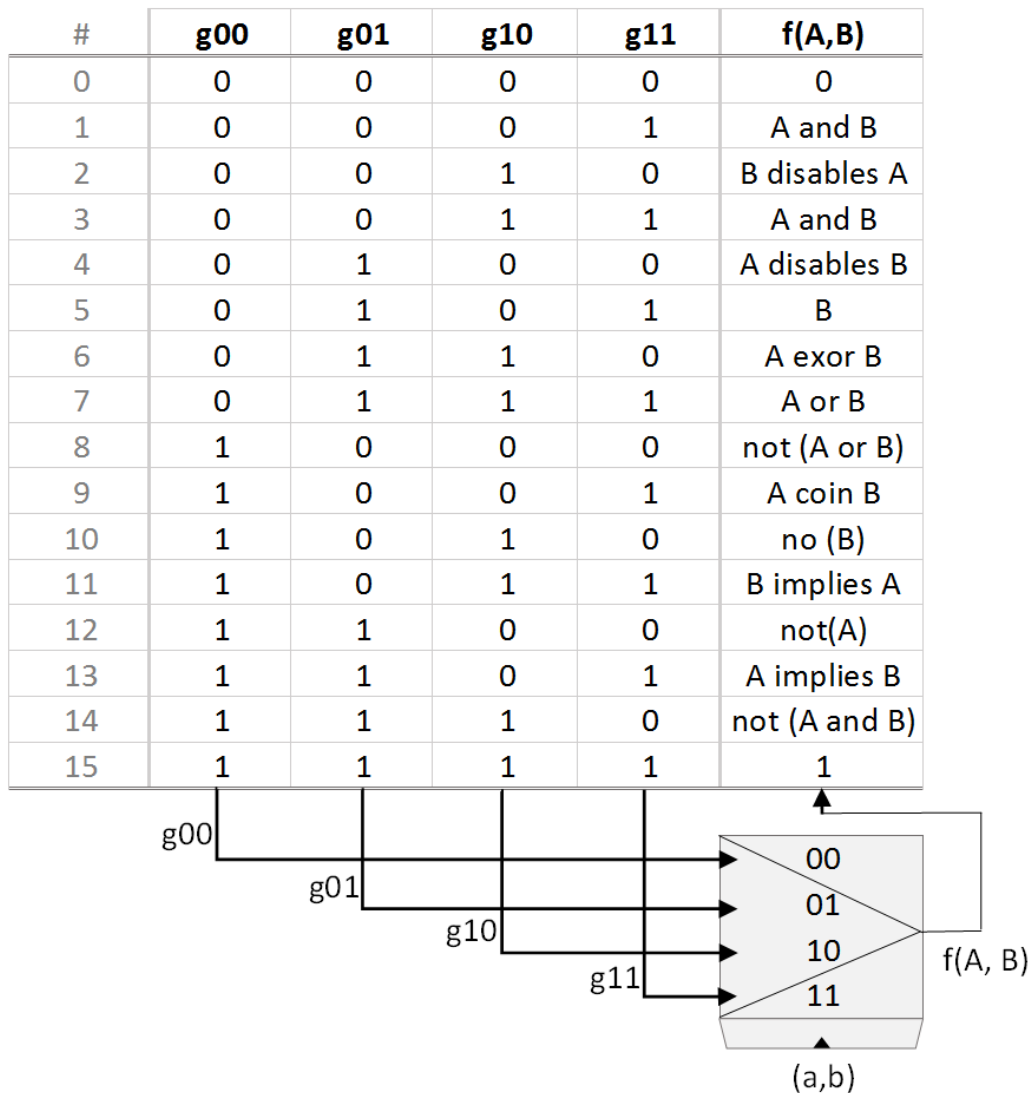 # g00 g01 g10 g11 f(A,B)
0 0 0 0 0 0
1 0 0 0 1 A and B
2 0 0 1 0 B disables A
3 0 0 1 1 A and B
4 0 1 0 0 A disables B
5 0 1 0 1 B
6 0 1 1 0 A exor B
7 0 1 1 1 A or B
8 1 0 0 0 not (A or B)
9 1 0 0 1 A coin B
10 1 0 1 0 no (B)
11 1 0 1 1 B implies A
12 1 1 0 0 not(A)
13 1 1 0 1 A implies B
14 1 1 1 0 not (A and B)
15 1 1 1 1 1
g00
00
g01
01
g10
10
f(A, B)
g11
11
(a,b)